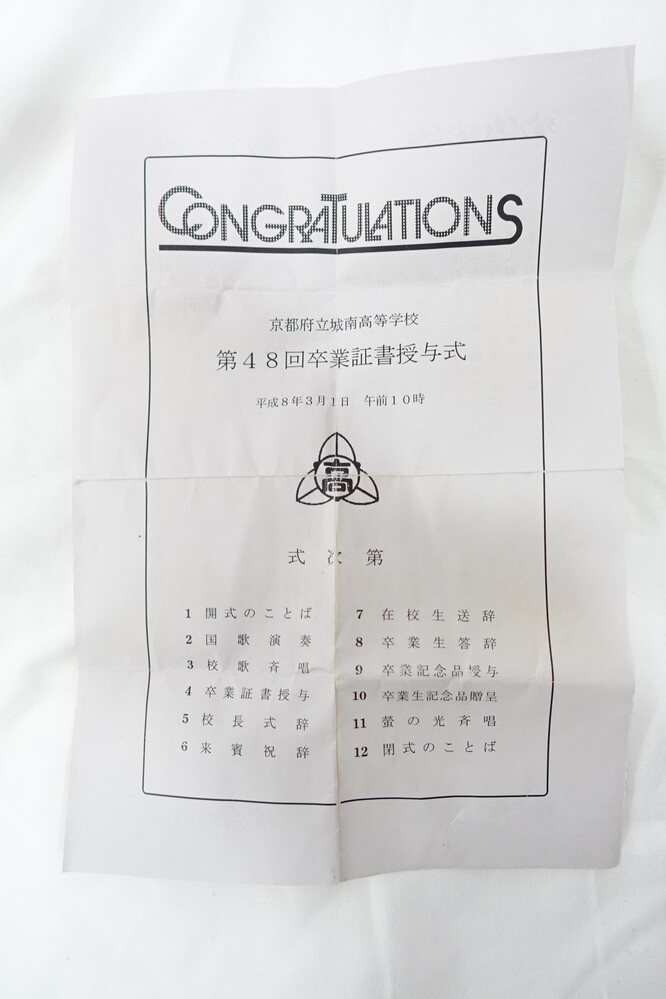 CONGRATULATIONS
京都府立城南高等学校
第４８回卒業証書授与式
平成８年３月１日 午前１０時
高
式次第
1 開式のことば
2 国歌演奏
3 校歌斉唱
4 卒業証書授与
5 校長式辞
6 来賓祝辞
7 在校生送辞
8 卒業生答辞
9 卒業記念品授与
10 卒業生記念品贈呈
11 螢の光斉唱
12 閉式のことば